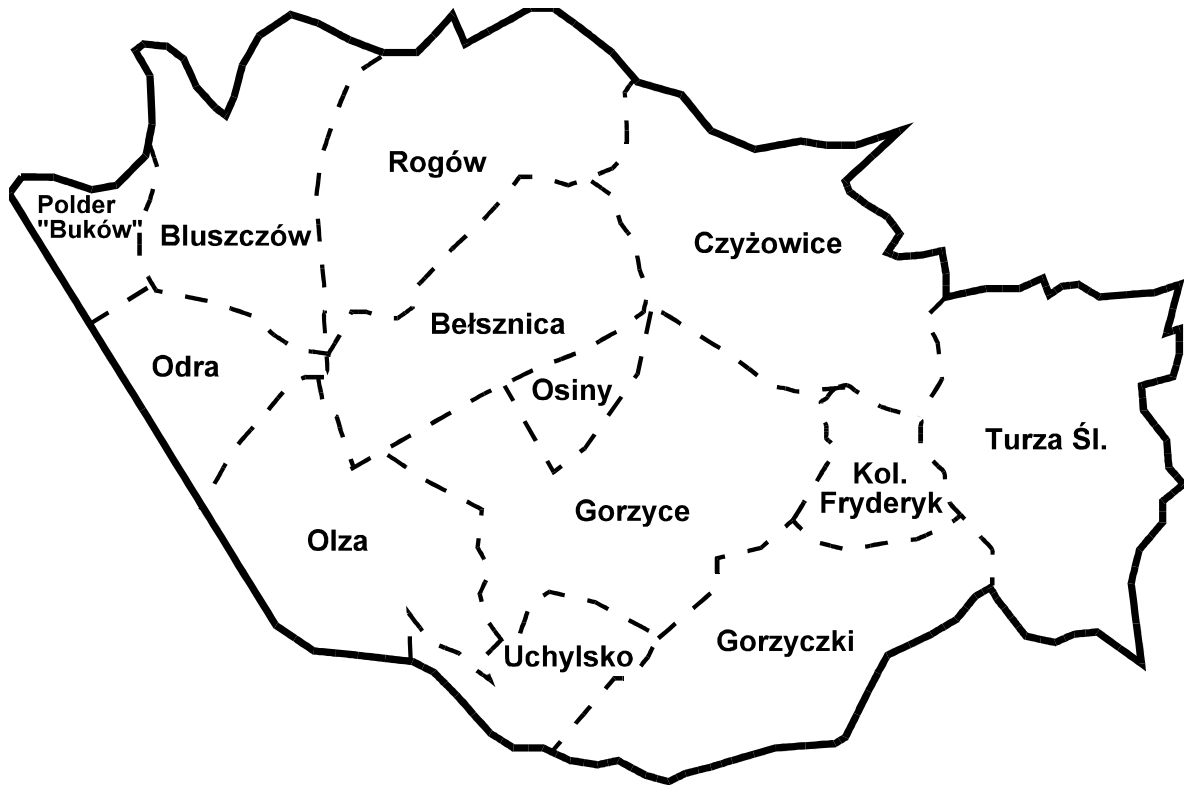 Rogów
Polder
"Buków"
Bluszczów
Czyżowice
Bełsznica
Odra
Osiny
Turza Śl.
Kol.
Fryderyk
Gorzyce
Olza
Uchylsko
Gorzyczki